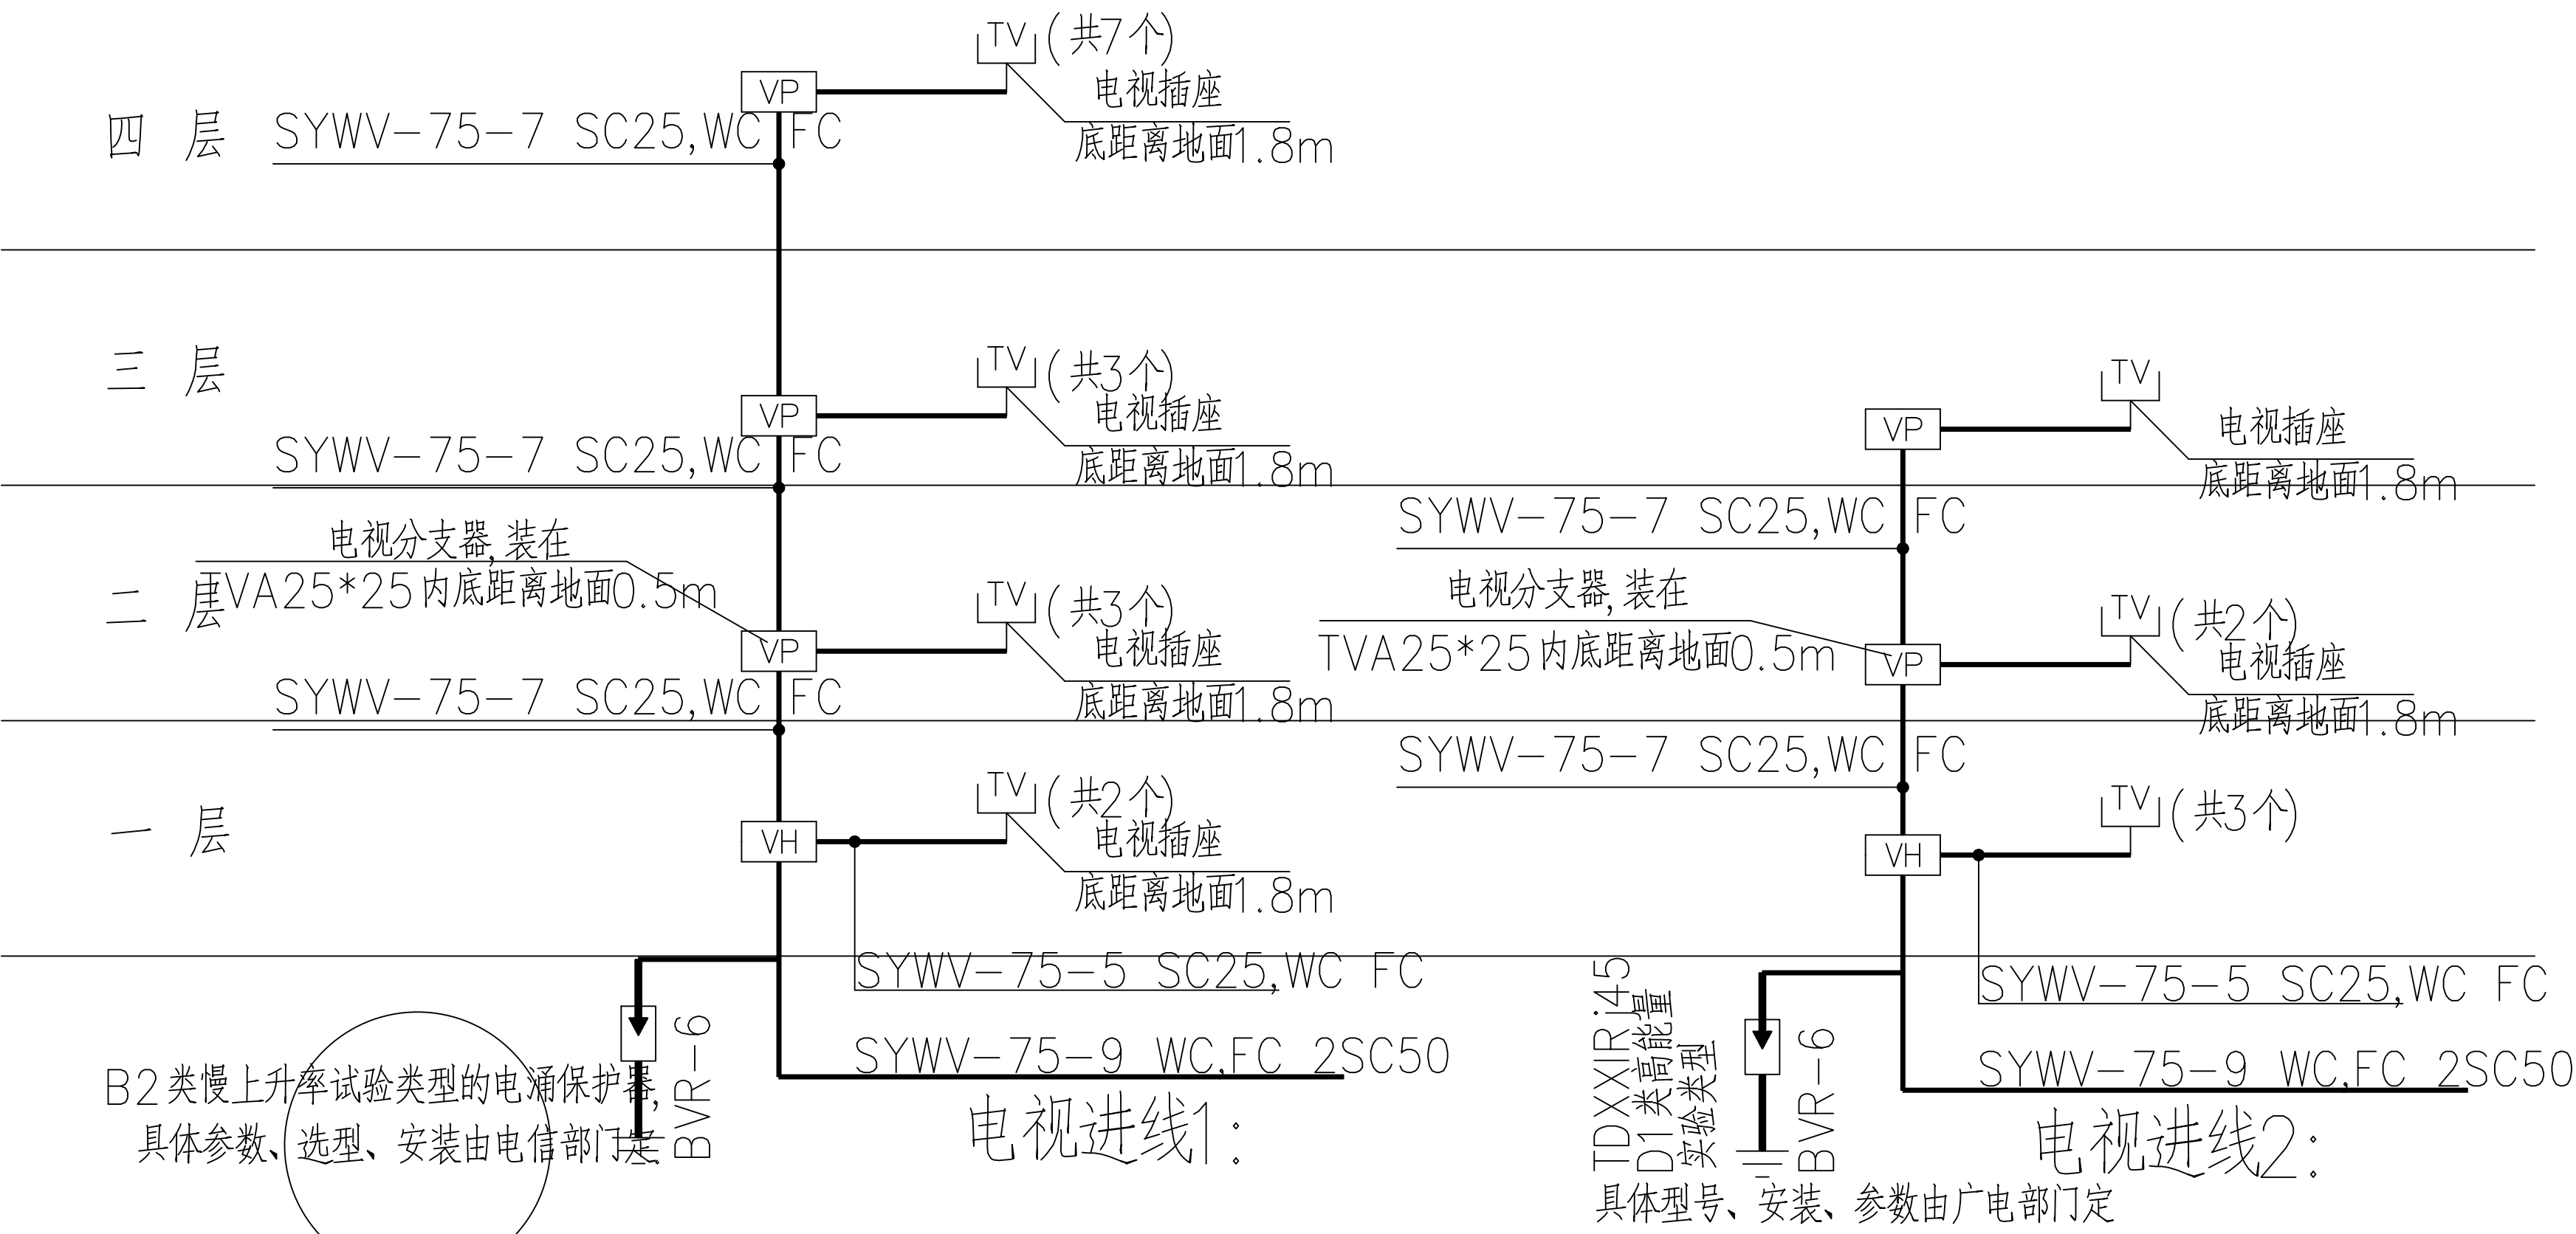 TV (共7个)
VP
电视插座
四 层
SYWV-75-7 SC25,WC FC
底距离地面1.8m
TV (共3个)
VP
电视插座
三 层
SYWV-75-7 SC25,WC FC
底距离地面1.8m
TV
VP
电视插座
底距离地面1.8m
SYWV-75-7 SC25,WC FC
电视分支器,装在
TVA25*25内底距离地面0.5m
二 层
TV (共3个)
VP
电视插座
底距离地面1.8m
SYWV-75-7 SC25,WC FC
电视分支器,装在
TVA25*25内底距离地面0.5m
TV (共2个)
VP
电视插座
底距离地面1.8m
SYWV-75-7 SC25,WC FC
一 层
TV (共2个)
VH
电视插座
底距离地面1.8m
TV (共3个)
VH
SYWV-75-5 SC25,WC FC
SYWV-75-5 SC25,WC FC
SYWV-75-9 WC,FC 2SC50
SYWV-75-9 WC,FC 2SC50
B2类慢上升率试验类型的电涌保护器,
具体参数、选型、安装由电信部门定.
BVR-6
电视进线1:
TDXXIR:i45
D1类高能量
实验类型
BVR-6
电视进线2:
具体型号、安装、参数由广电部门定